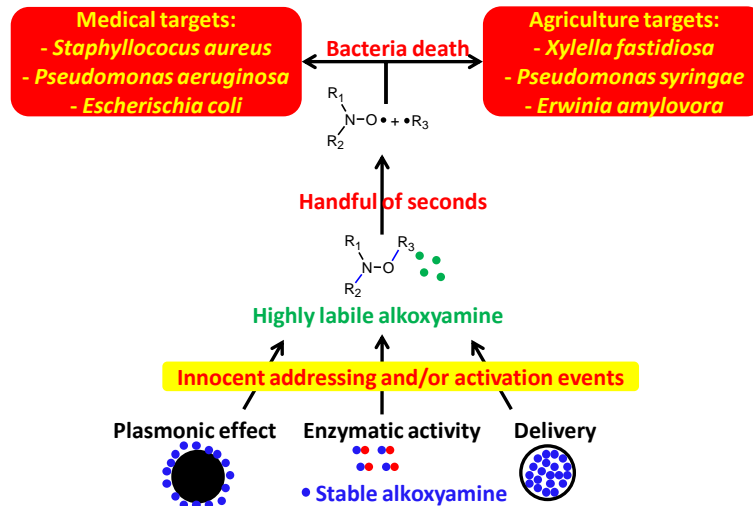 Medical targets:
- Staphyllococus aureus
- Pseudomonas aeruginosa
- Escherischia coli
Bacteria death
Agriculture targets:
- Xylella fastidiosa
- Pseudomonas syringae
- Erwinia amylovora
R1
N–O• + •R3
R2
Handful of seconds
R1 R3
N–O
R2
Highly labile alkoxyamine
Innocent addressing and/or activation events
Plasmonic effect Enzymatic activity Delivery
• Stable alkoxyamine